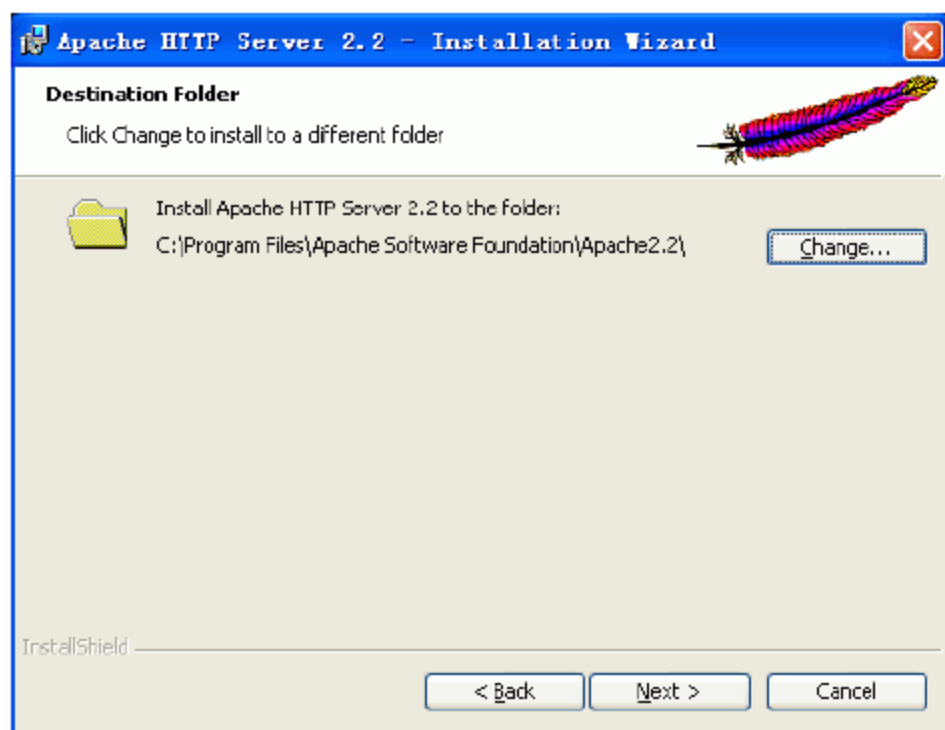 Apache HTTP Server 2.2 - Installation Wizard
Destination Folder
Click Change to install to a different folder
Install Apache HTTP Server 2.2 to the folder:
C:\Program Files\Apache Software Foundation\Apache2.2\
Change...
InstallShield
< Back
Next >
Cancel